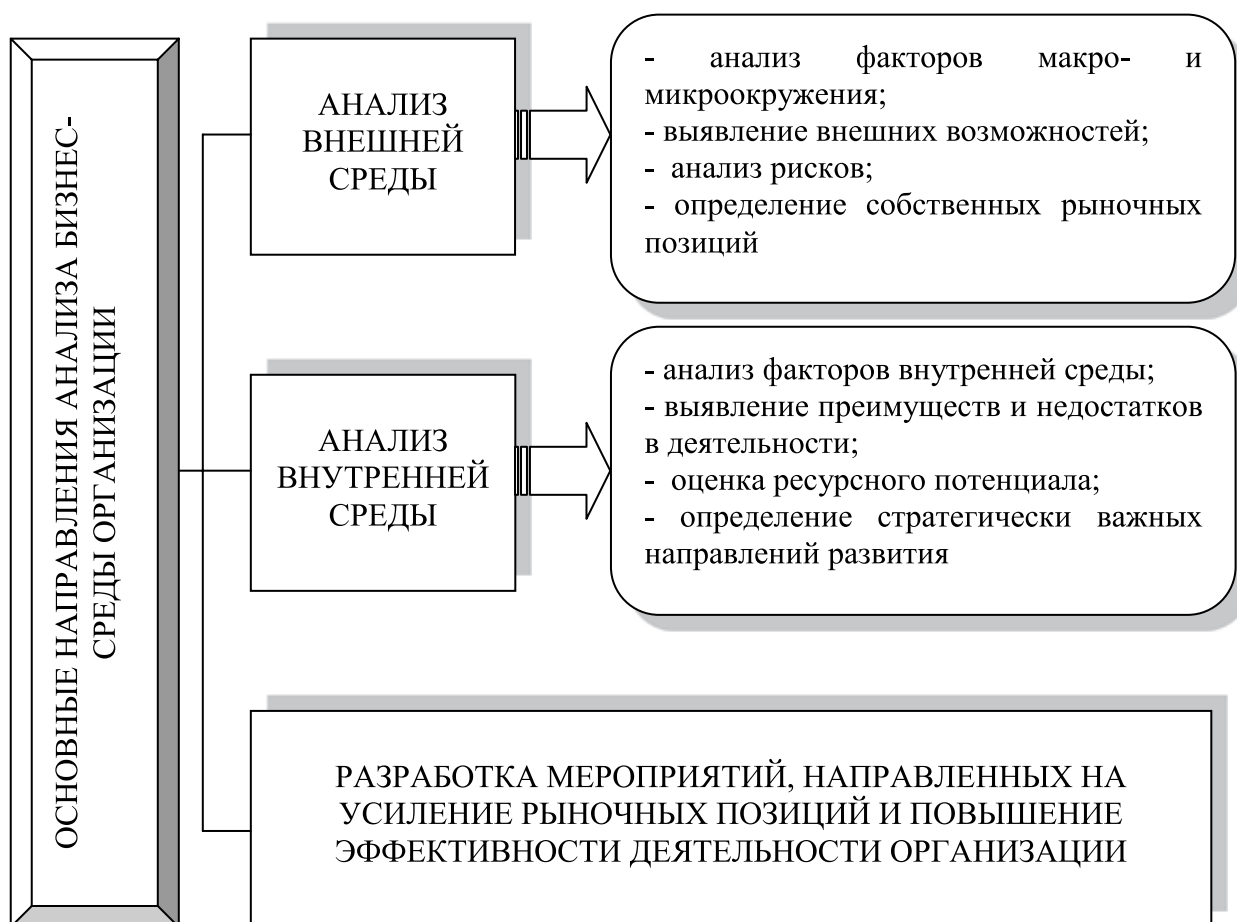 ОСНОВНЫЕ НАПРАВЛЕНИЯ АНАЛИЗА БИЗНЕС-
СРЕДЫ ОРГАНИЗАЦИИ
АНАЛИЗ
ВНЕШНЕЙ
СРЕДЫ
- анализ факторов макро- и
микроокружения;
- выявление внешних возможностей;
- анализ рисков;
- определение собственных рыночных
позиций
АНАЛИЗ
ВНУТРЕННЕЙ
СРЕДЫ
- анализ факторов внутренней среды;
- выявление преимуществ и недостатков
в деятельности;
- оценка ресурсного потенциала;
- определение стратегически важных
направлений развития
РАЗРАБОТКА МЕРОПРИЯТИЙ, НАПРАВЛЕННЫХ НА
УСИЛЕНИЕ РЫНОЧНЫХ ПОЗИЦИЙ И ПОВЫШЕНИЕ
ЭФФЕКТИВНОСТИ ДЕЯТЕЛЬНОСТИ ОРГАНИЗАЦИИ